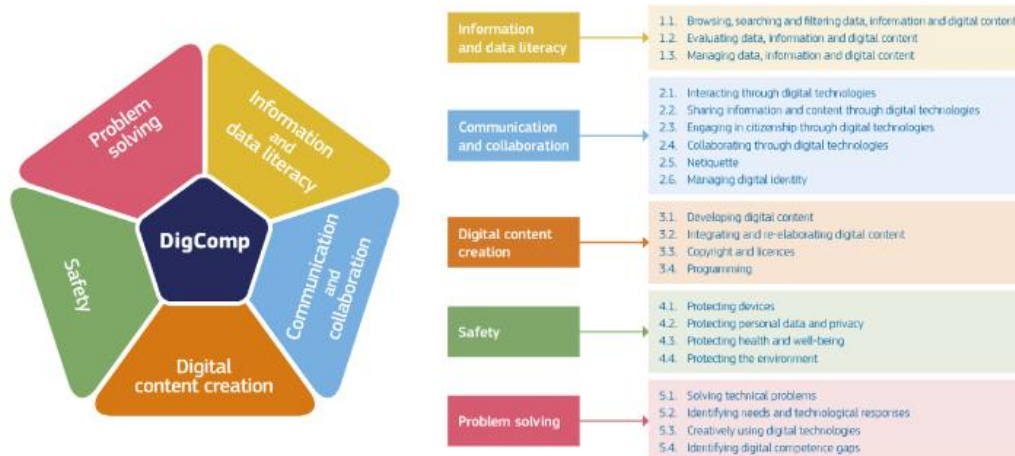 Problem
solving
Information
and
data literacy
DigComp
Safety
Communication
and
collaboration
Digital
content creation
Information
and data literacy
1.1. Browsing, searching and filtering data, information and digital content
1.2. Evaluating data, information and digital content
1.3. Managing data, information and digital content
Communication
and collaboration
2.1. Interacting through digital technologies
2.2. Sharing information and content through digital technologies
2.3. Engaging in citizenship through digital technologies
2.4. Collaborating through digital technologies
2.5. Netiquette
2.6. Managing digital identity
Digital content
creation
3.1. Developing digital content
3.2. Integrating and re-elaborating digital content
3.3. Copyright and licences
3.4. Programming
Safety
4.1. Protecting devices
4.2. Protecting personal data and privacy
4.3. Protecting health and well-being
4.4. Protecting the environment
Problem solving
5.1. Solving technical problems
5.2. Identifying needs and technological responses
5.3. Creatively using digital technologies
5.4. Identifying digital competence gaps